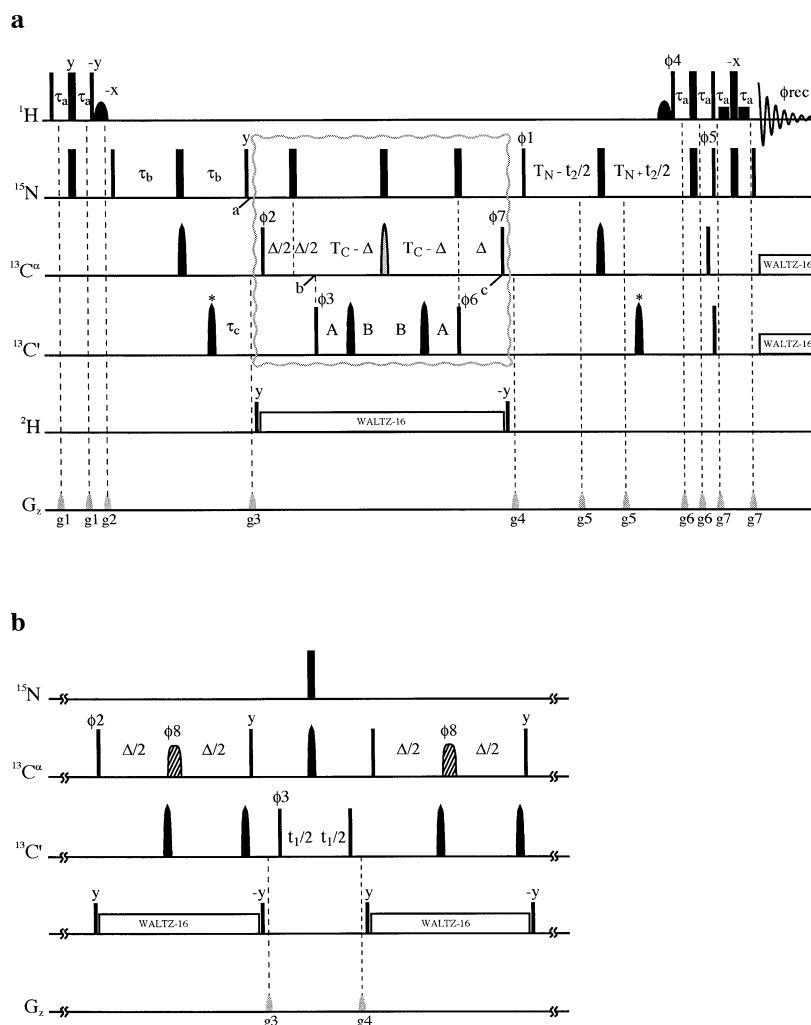 a
y -y
-x
ϕ4 -x
τa τa τa τa τa τa ϕrec
¹H
y ϕ1 ϕ5
τb τb TN - t2/2 TN + t2/2
¹⁵N
a
ϕ2 ϕ7
Δ/2 Δ/2 TC - Δ TC - Δ Δ
¹³Cα WALTZ-16
b c
* ϕ3 ϕ6 *
τc A B B A
¹³C' WALTZ-16
y -y
WALTZ-16
²H
Gz
g1 g1 g2 g3 g4 g5 g5 g6 g6 g7 g7
b
¹⁵N
ϕ2 ϕ8 y ϕ8 y
Δ/2 Δ/2 Δ/2 Δ/2
¹³Cα
ϕ3
t1/2 t1/2
¹³C'
y -y y -y
WALTZ-16 WALTZ-16
Gz
g3 g4